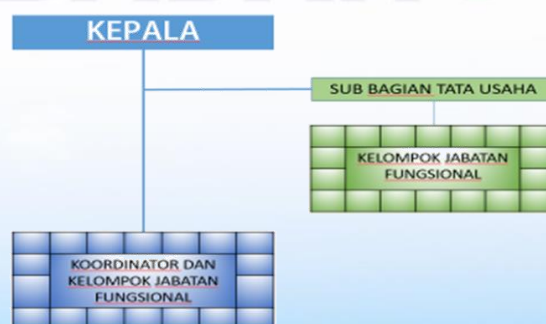 KEPALA
SUB BAGIAN TATA USAHA
KELOMPOK JABATAN
FUNGSIONAL
KOORDINATOR DAN
KELOMPOK JABATAN
FUNGSIONAL